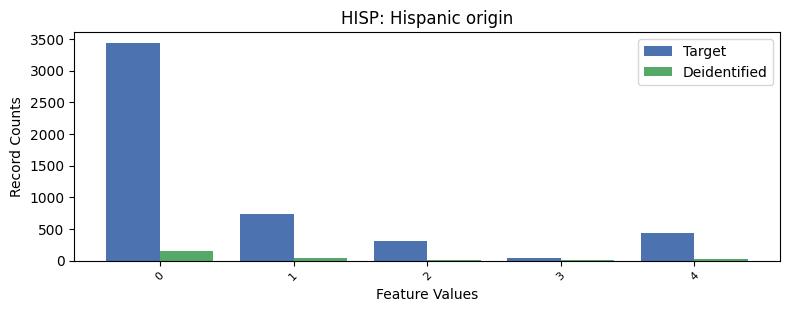 HISP: Hispanic origin
Target
Deidentified
Record Counts
3500
3000
2500
2000
1500
1000
500
0
0 1 2 3 4
Feature Values